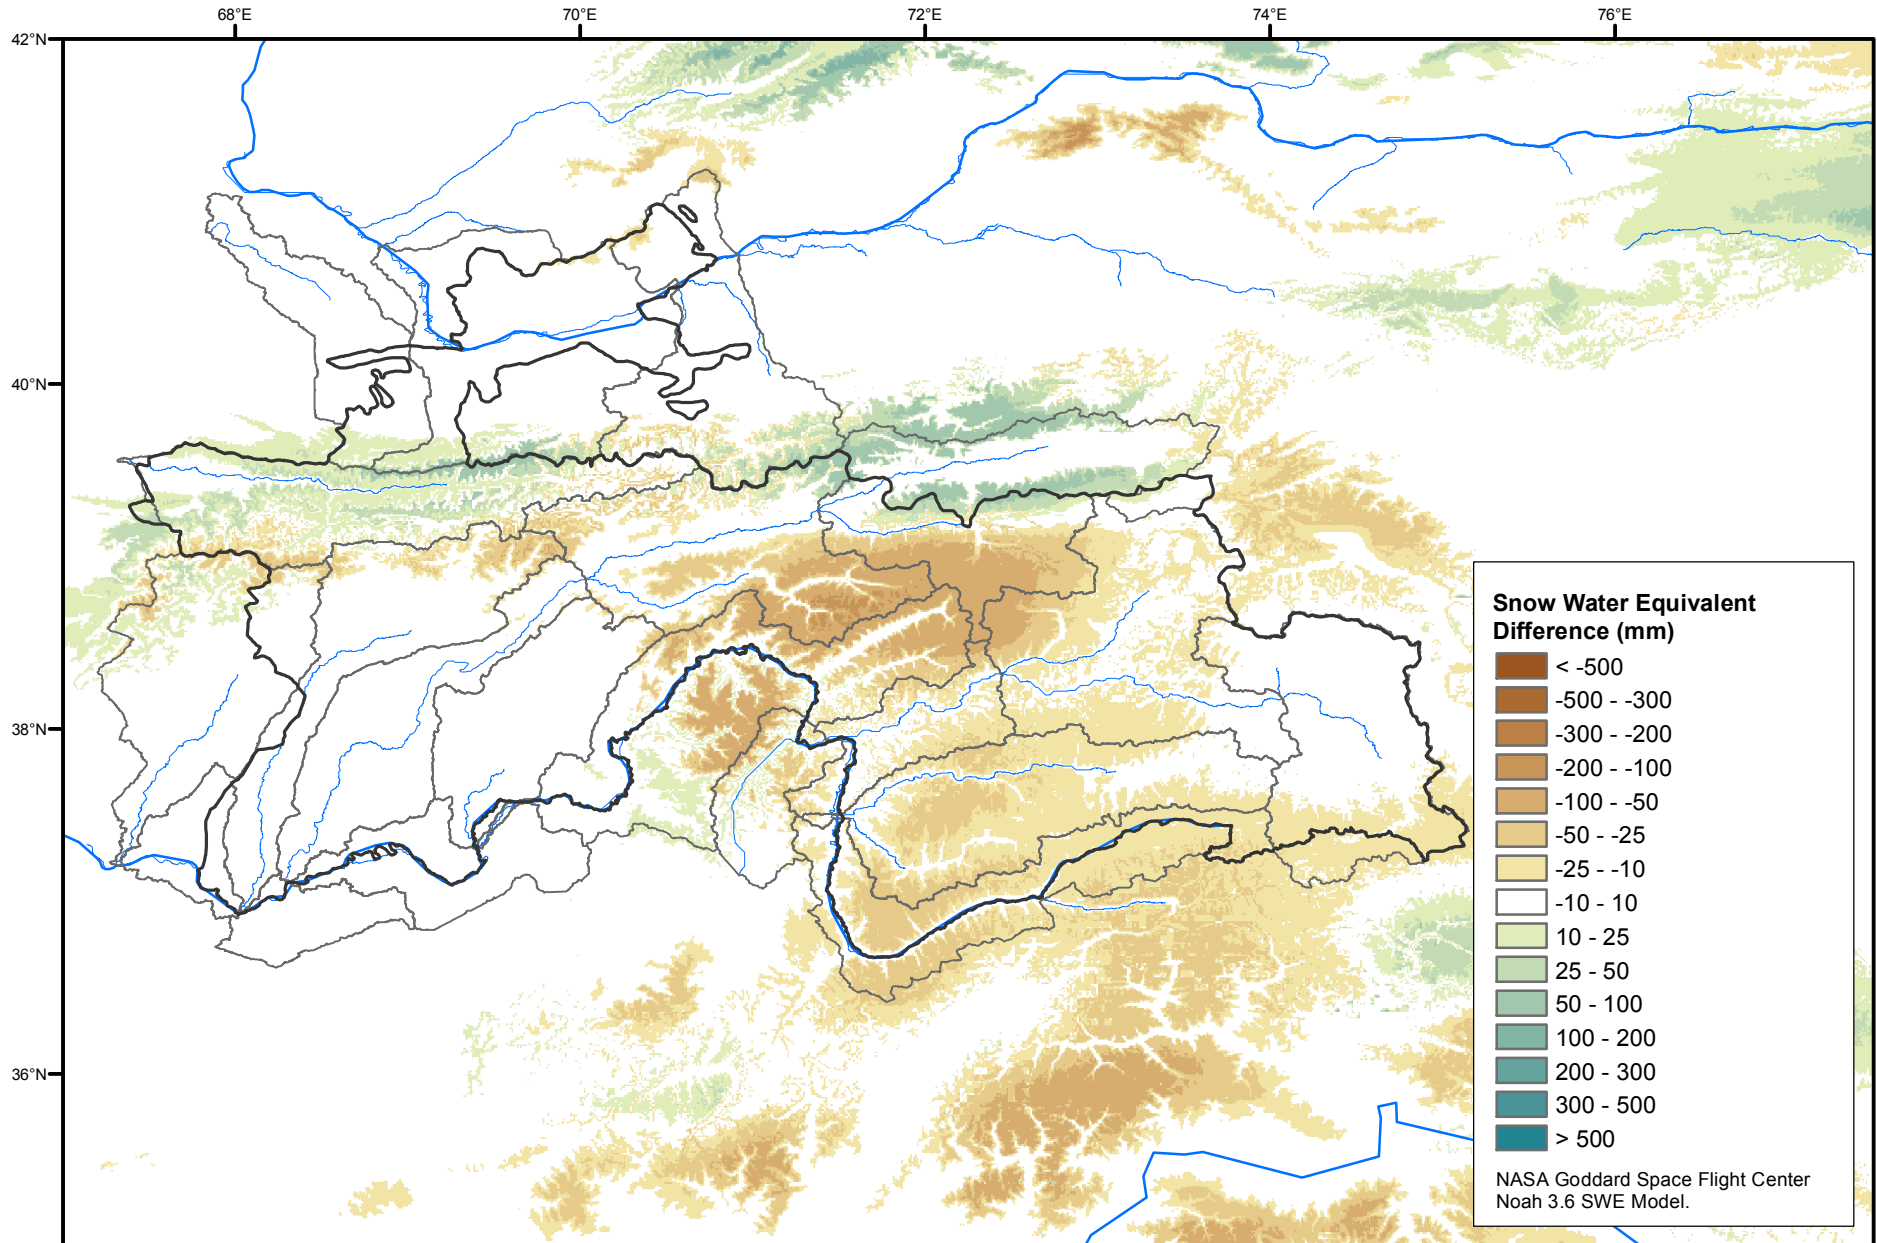 68°E
70°E
72°E
74°E
76°E
42°N
40°N
38°N
36°N
Snow Water Equivalent
Difference (mm)
< -500
-500 - -300
-300 - -200
-200 - -100
-100 - -50
-50 - -25
-25 - -10
-10 - 10
10 - 25
25 - 50
50 - 100
100 - 200
200 - 300
300 - 500
> 500
NASA Goddard Space Flight Center
Noah 3.6 SWE Model.